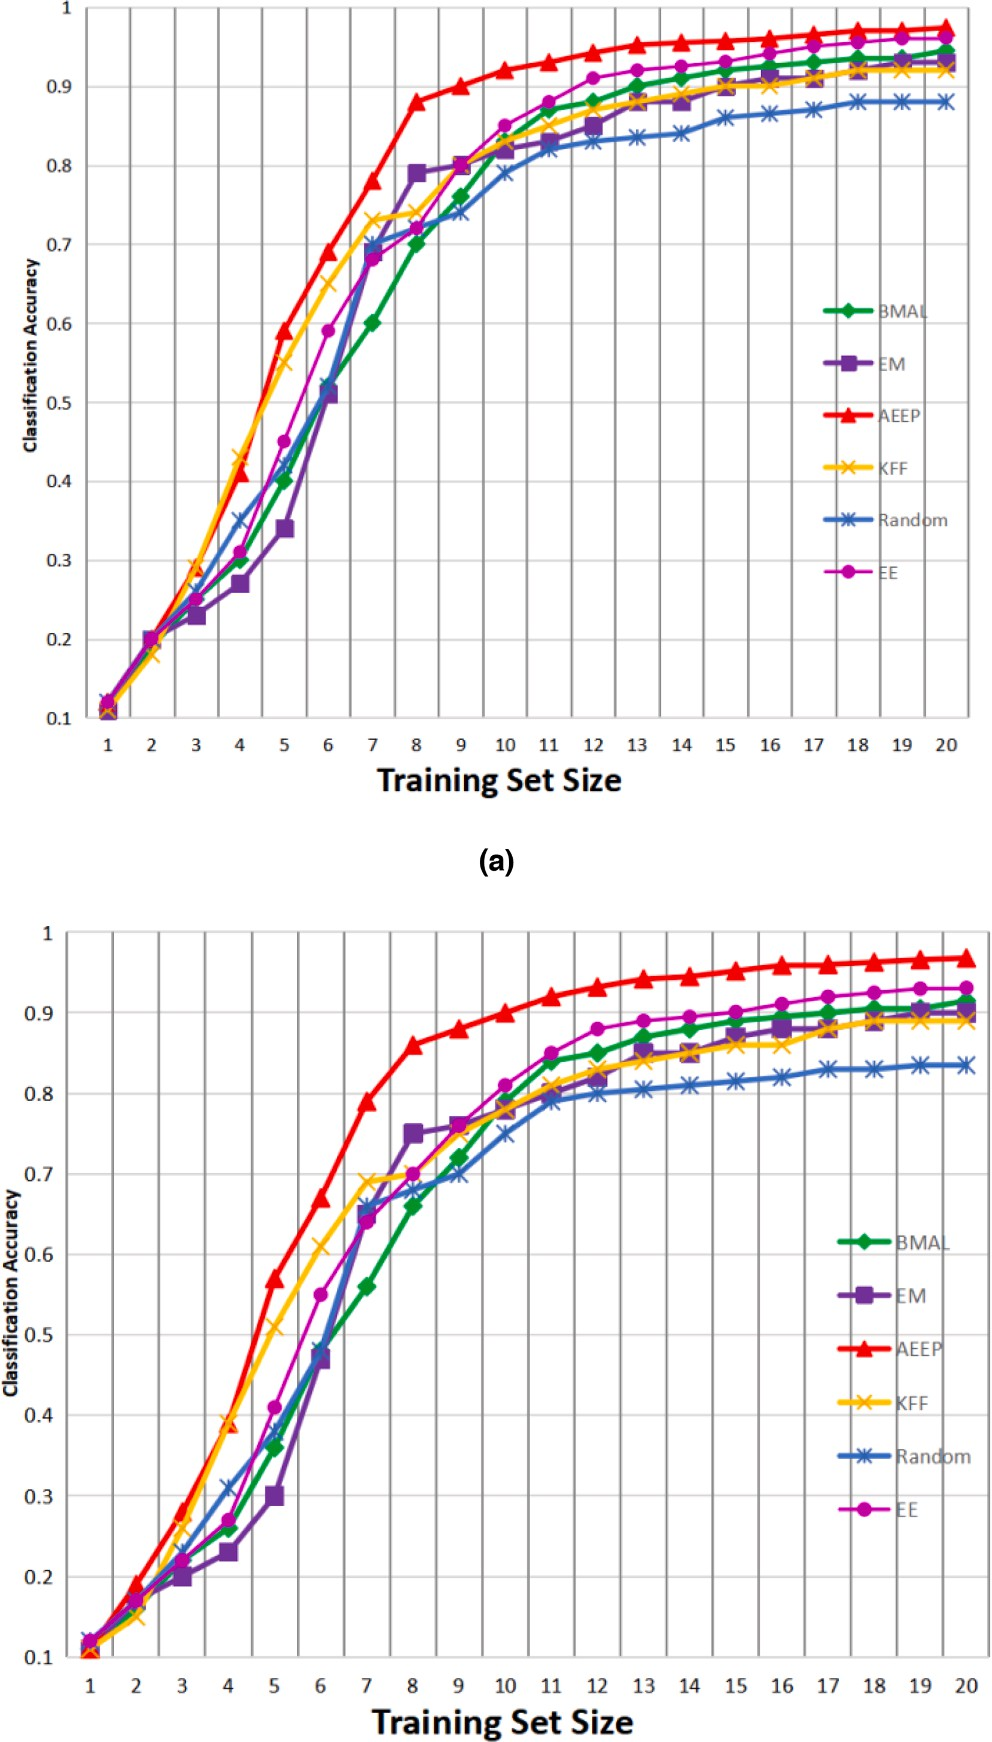 1
0.9
0.8
0.7
0.6
0.5
0.4
0.3
0.2
0.1
Classification Accuracy
BMAL
EM
AEEP
KFF
Random
EE
1 2 3 4 5 6 7 8 9 10 11 12 13 14 15 16 17 18 19 20
Training Set Size
(a)
1
0.9
0.8
0.7
0.6
0.5
0.4
0.3
0.2
0.1
Classification Accuracy
BMAL
EM
AEEP
KFF
Random
EE
1 2 3 4 5 6 7 8 9 10 11 12 13 14 15 16 17 18 19 20
Training Set Size